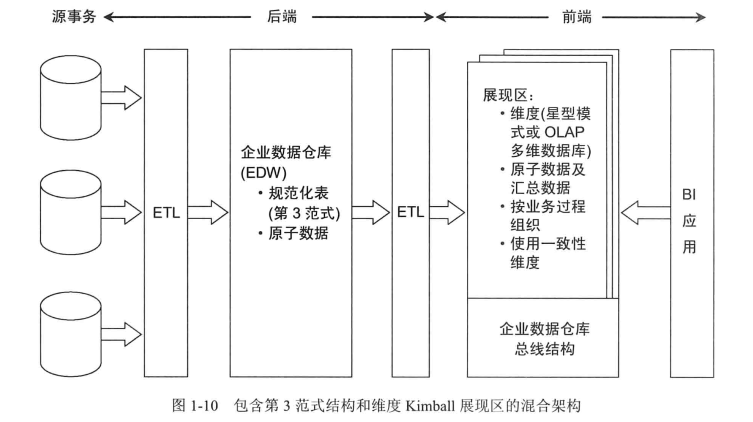 源事务
后端
前端
ETL
企业数据仓库
(EDW)
• 规范化表
(第 3 范式)
• 原子数据
ETL
展现区：
• 维度(星型模
式或 OLAP
多维数据库)
• 原子数据及
汇总数据
• 按业务过程
组织
• 使用一致性
维度
企业数据仓库
总线结构
BI
应
用
图 1-10 包含第 3 范式结构和维度 Kimball 展现区的混合架构